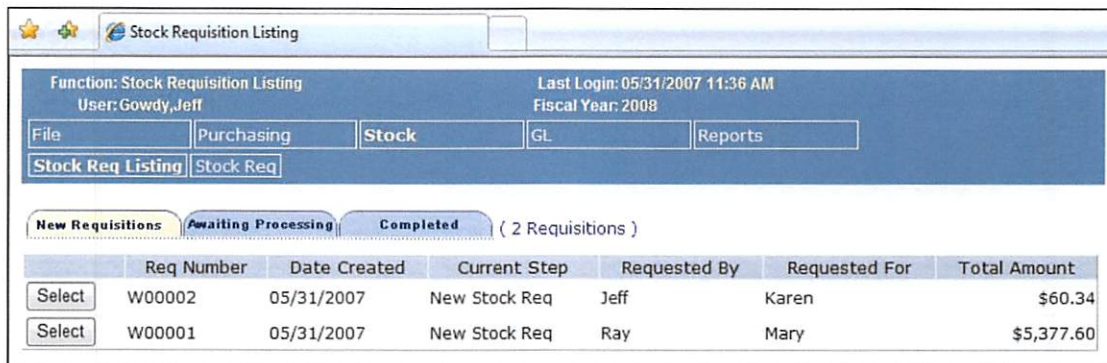 Stock Requisition Listing
Function: Stock Requisition Listing Last Login: 05/31/2007 11:36 AM
User: Gowdy,Jeff Fiscal Year: 2008
File Purchasing Stock GL Reports
Stock Req Listing Stock Req
New Requisitions Awaiting Processing Completed ( 2 Requisitions )
Req Number Date Created Current Step Requested By Requested For Total Amount
Select W00002 05/31/2007 New Stock Req Jeff Karen $60.34
Select W00001 05/31/2007 New Stock Req Ray Mary $5,377.60